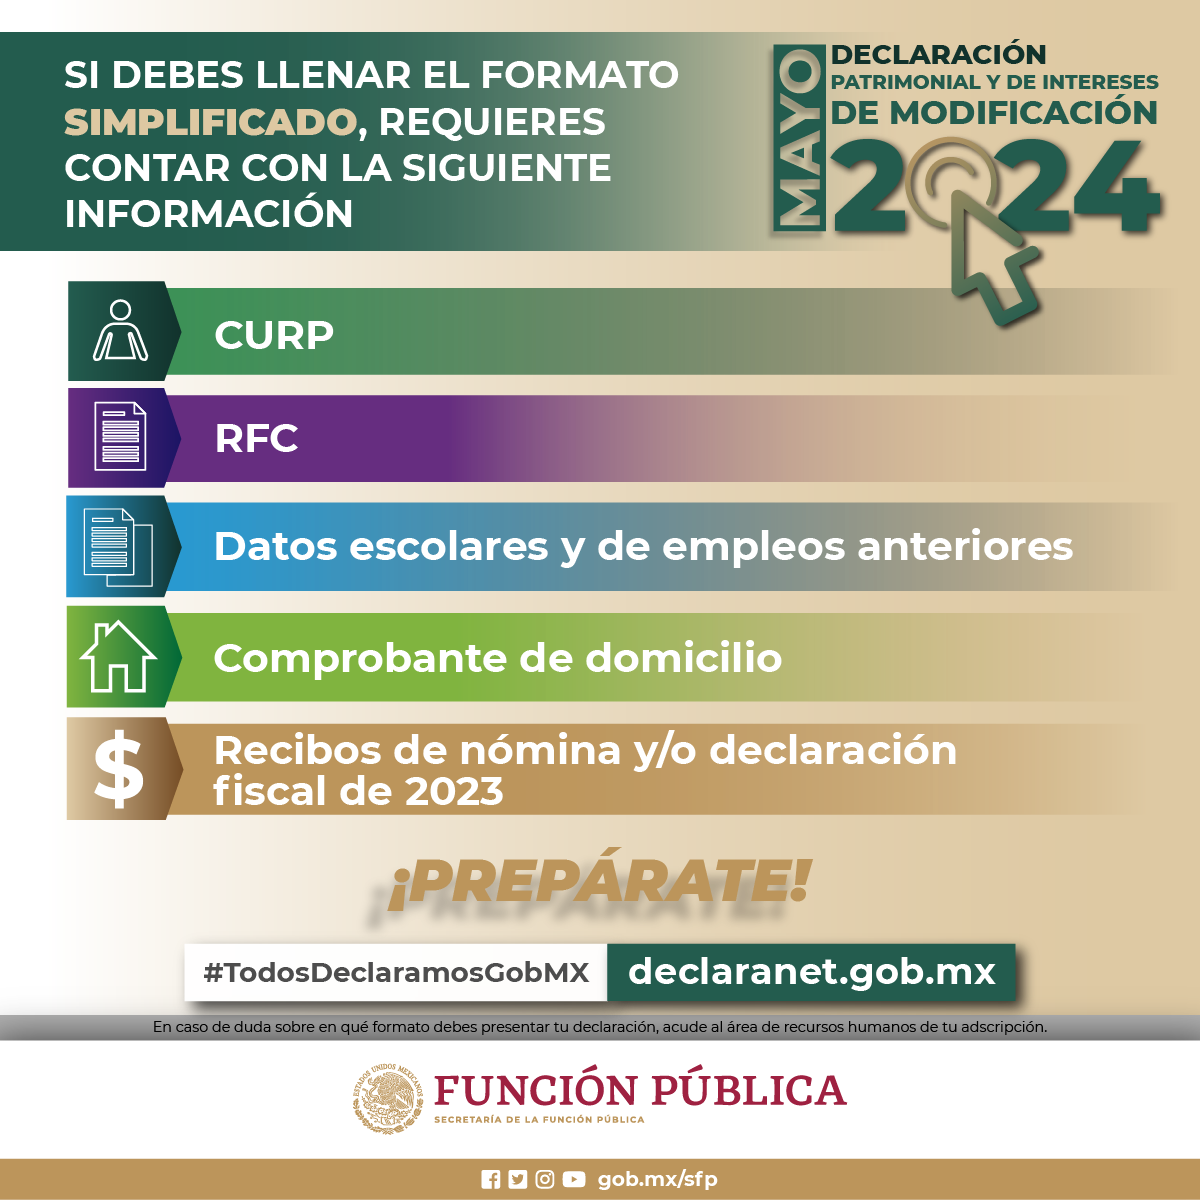 SI DEBES LLENAR EL FORMATO
SIMPLIFICADO, REQUIERES
CONTAR CON LA SIGUIENTE
INFORMACIÓN
MAYO
DECLARACIÓN
PATRIMONIAL Y DE INTERESES
DE MODIFICACIÓN
2024
CURP
RFC
Datos escolares y de empleos anteriores
Comprobante de domicilio
$
Recibos de nómina y/o declaración
fiscal de 2023
¡PREPÁRATE!
#TodosDeclaramosGobMX
declaranet.gob.mx
En caso de duda sobre en qué formato debes presentar tu declaración, acude al área de recursos humanos de tu adscripción.
ESTADOS UNIDOS MEXICANOS
FUNCIÓN PÚBLICA
SECRETARÍA DE LA FUNCIÓN PÚBLICA
gob.mx/sfp